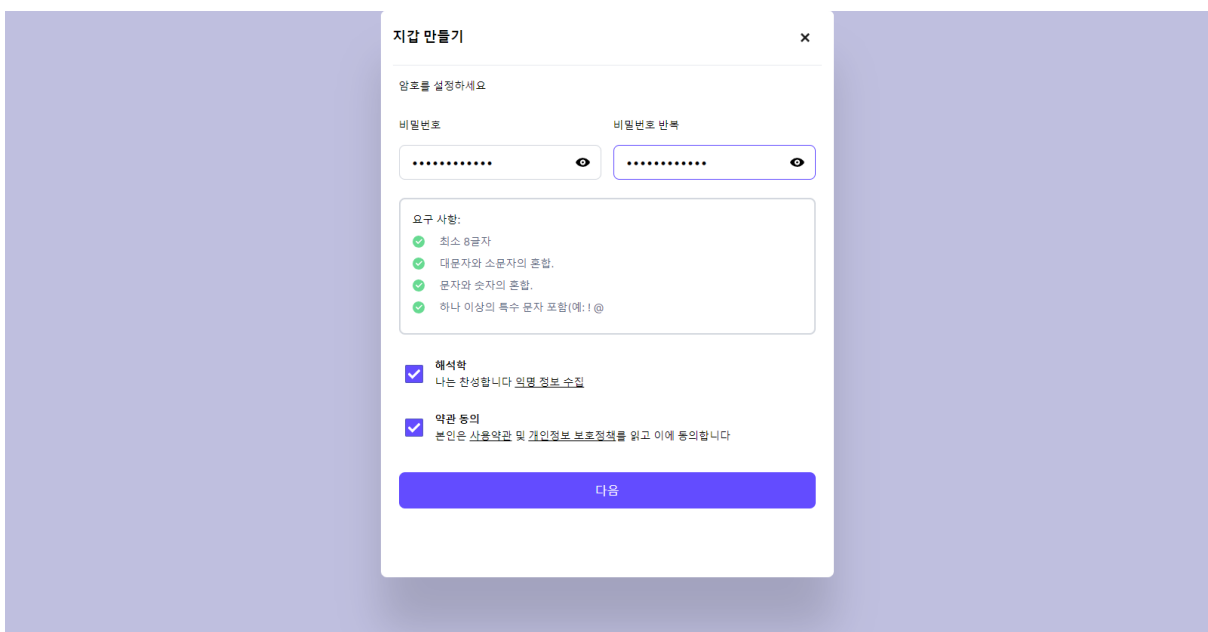 지갑 만들기
암호를 설정하세요
비밀번호
비밀번호 반복
••••••••••••
••••••••••••
요구 사항:
최소 8글자
대문자와 소문자의 혼합.
문자와 숫자의 혼합.
하나 이상의 특수 문자 포함(예: ! @
해석학
나는 찬성합니다 익명 정보 수집
약관 동의
본인은 사용약관 및 개인정보 보호정책를 읽고 이에 동의합니다
다음